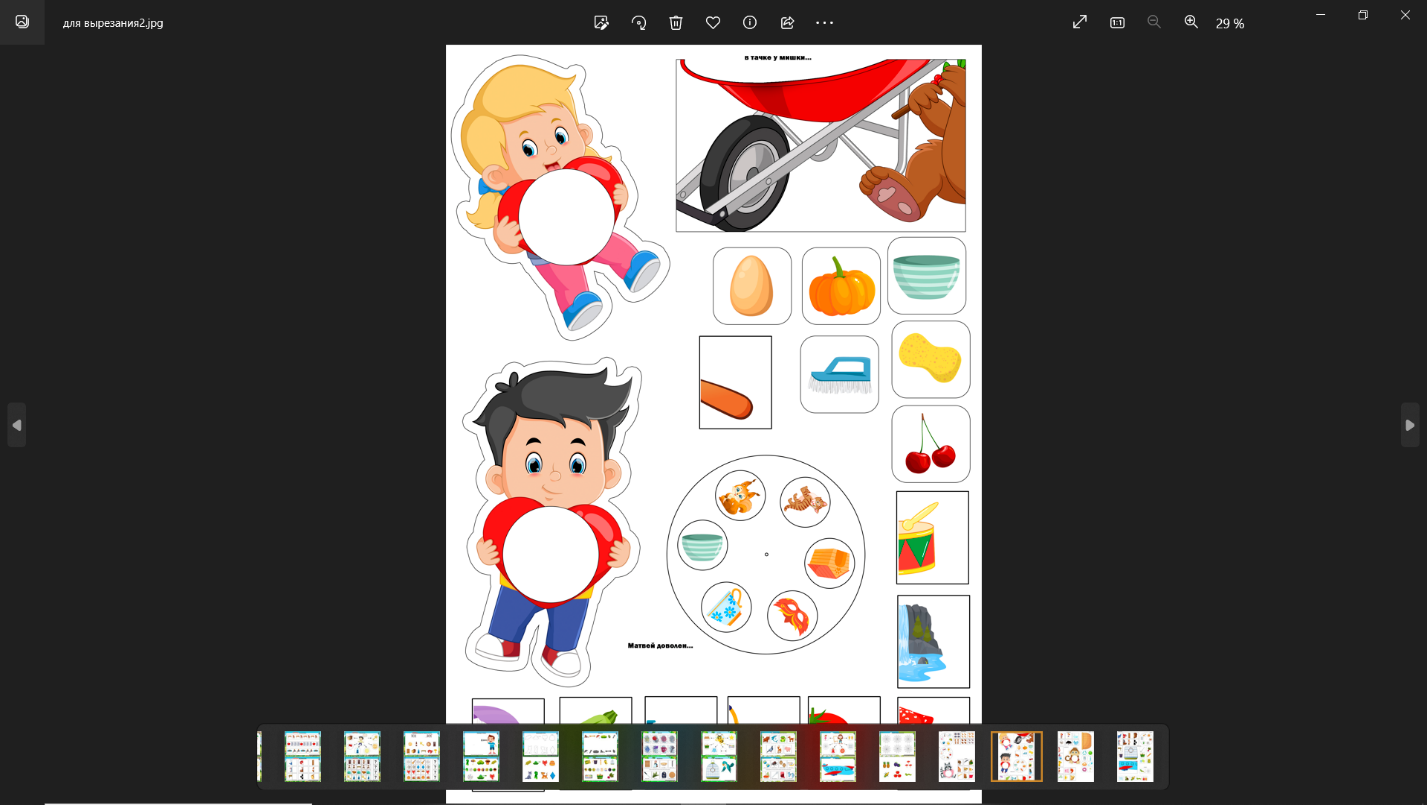 для вырезания2.jpg
29 %
в тачке у мишки...
Матвей доволен...